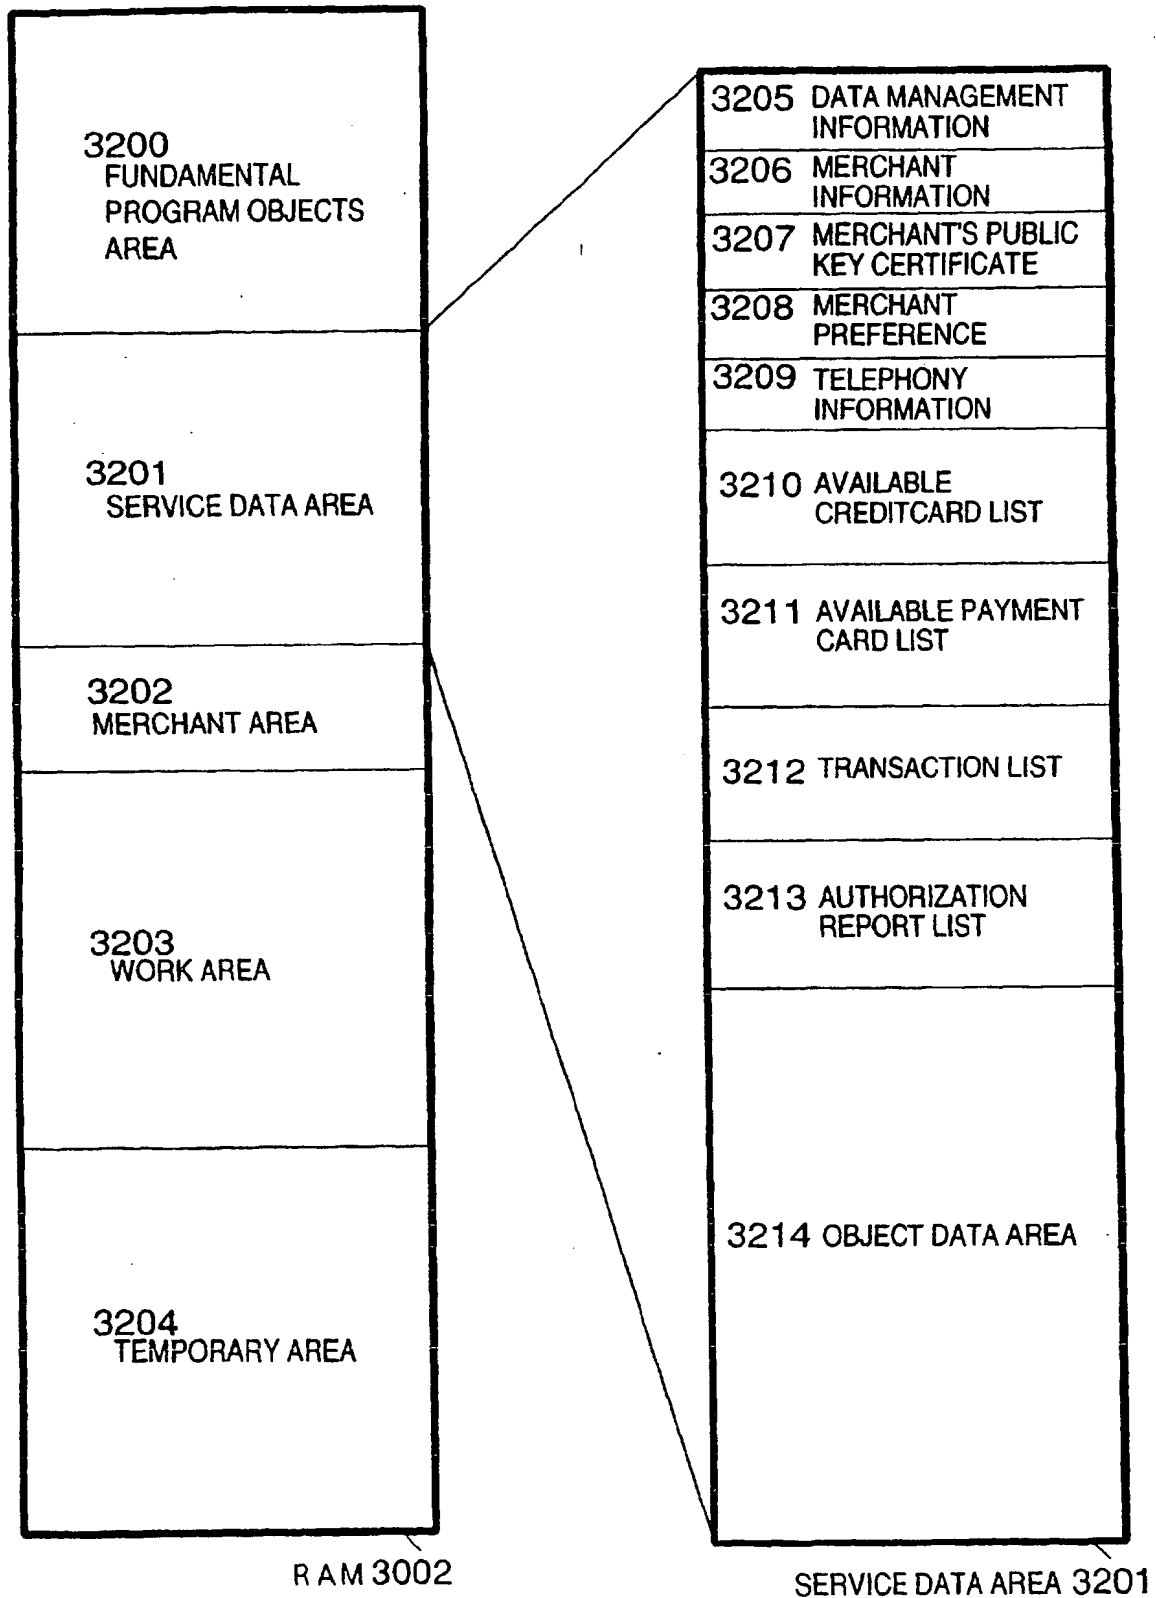 3200
FUNDAMENTAL
PROGRAM OBJECTS
AREA
3201
SERVICE DATA AREA
3202
MERCHANT AREA
3203
WORK AREA
3204
TEMPORARY AREA
RAM 3002
3205 DATA MANAGEMENT
INFORMATION
3206 MERCHANT
INFORMATION
3207 MERCHANT'S PUBLIC
KEY CERTIFICATE
3208 MERCHANT
PREFERENCE
3209 TELEPHONY
INFORMATION
3210 AVAILABLE
CREDITCARD LIST
3211 AVAILABLE PAYMENT
CARD LIST
3212 TRANSACTION LIST
3213 AUTHORIZATION
REPORT LIST
3214 OBJECT DATA AREA
SERVICE DATA AREA 3201